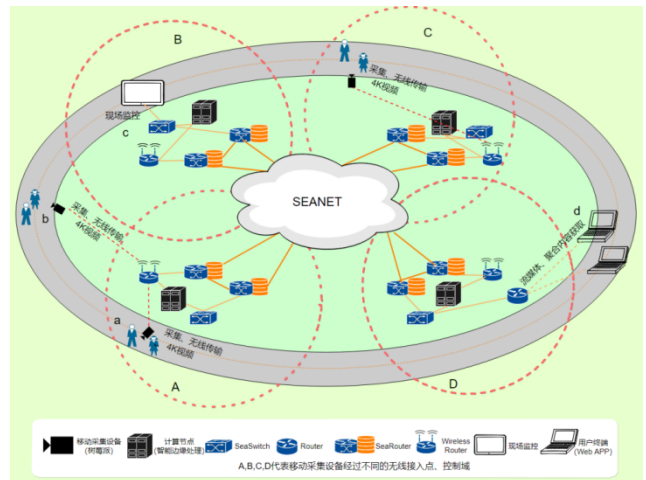 B
C
采集、无线传输
4K视频
现场监控
c
SEANET
b
采集、无线传输
4K视频
d
流媒体、聚合内容获取
a
采集、无线传输
4K视频
A
D
移动采集设备
(树莓派)
计算节点
(智能边缘处理)
SeaSwitch
Router
SeaRouter
Wireless
Router
现场监控
用户终端
(Web APP)
A,B,C,D代表移动采集设备经过不同的无线接入点、控制域